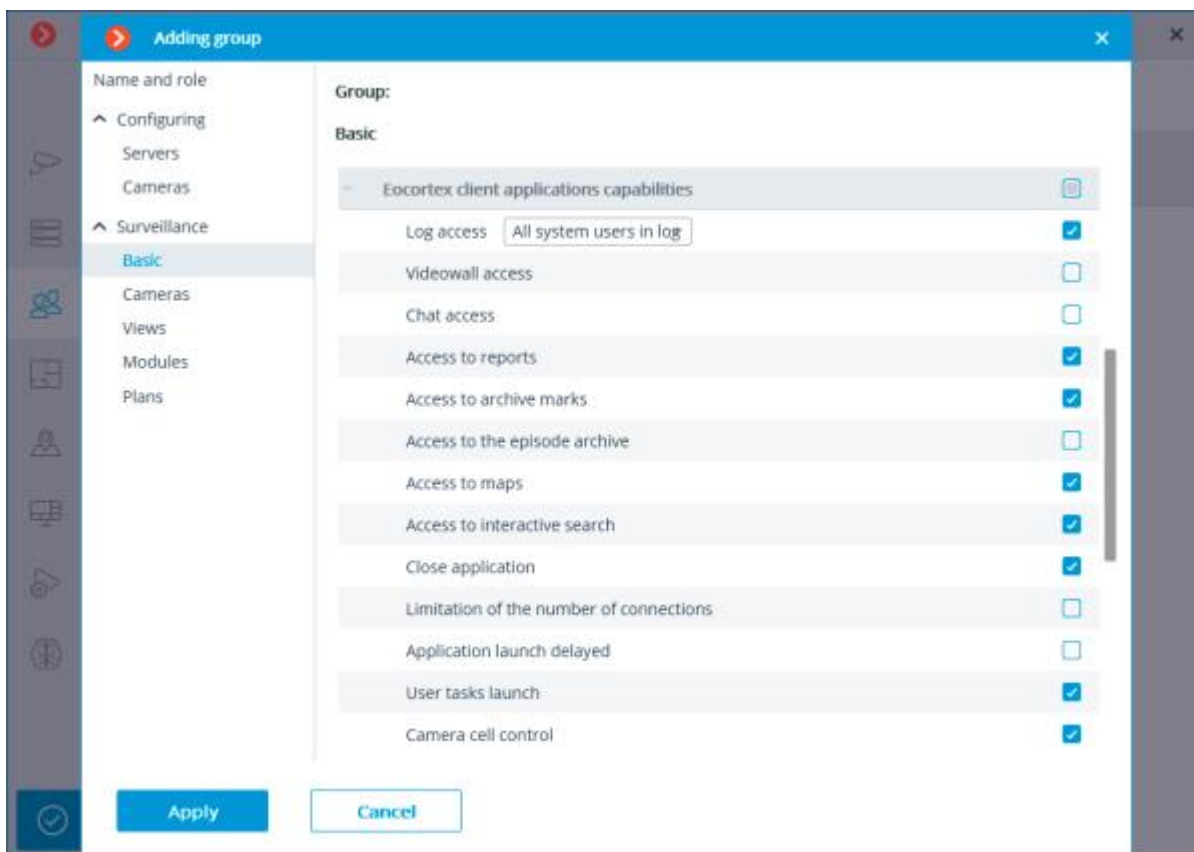 Adding group
Name and role
Configuring
Servers
Cameras
Surveillance
Basic
Cameras
Views
Modules
Plans
Group:
Basic
Eocortex client applications capabilities
Log access All system users in log
Videowall access
Chat access
Access to reports
Access to archive marks
Access to the episode archive
Access to maps
Access to interactive search
Close application
Limitation of the number of connections
Application launch delayed
User tasks launch
Camera cell control
Apply Cancel